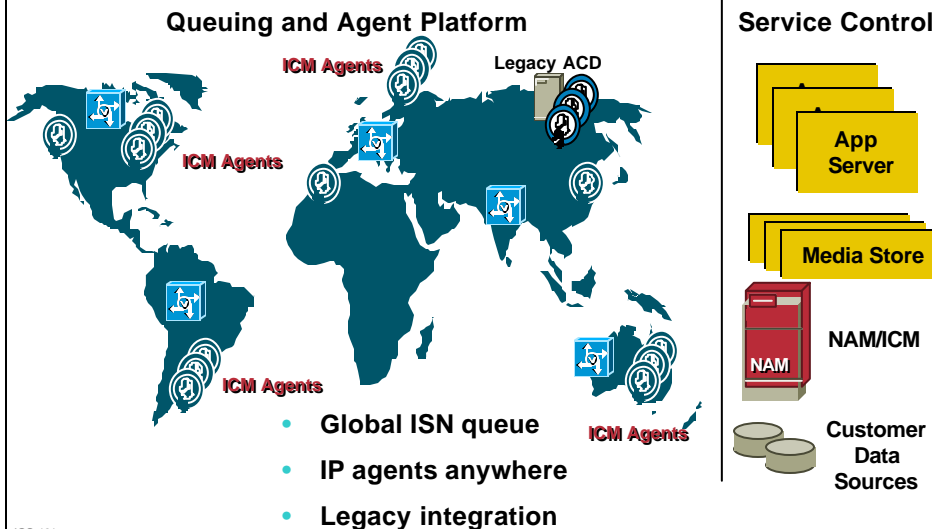 Queuing and Agent Platform
Service Control
ICM Agents
Legacy ACD
ICM Agents
ICM Agents
ICM Agents
App
Server
Media Store
NAM
NAM/ICM
Customer
Data
Sources
• Global ISN queue
• IP agents anywhere
• Legacy integration